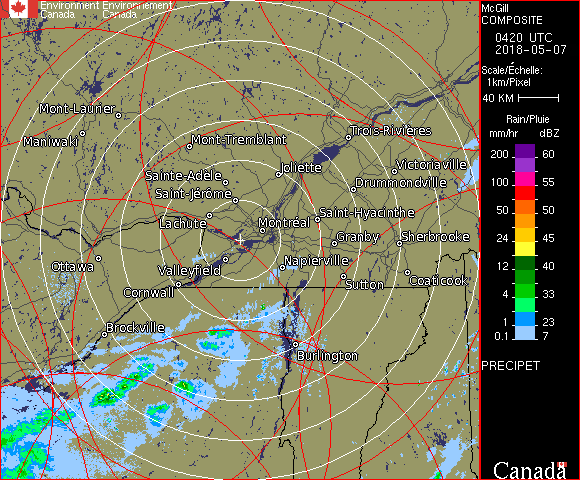 Environment Environnement
Canada Canada
McGill
COMPOSITE
0420 UTC
2018-05-07
Scale/Échelle:
1km/Pixel
40 KM
Rain/Pluie
mm/hr dBZ
200 60
100 55
50 50
24 45
12 40
4 33
1 23
0.1 7
PRECIPET
Canada
Mont-Laurier
Maniwaki
Mont-Tremblant
Trois-Rivières
Joliette
Victoriaville
Sainte-Adèle
Drummondville
Saint-Jérôme
Lachute
Saint-Hyacinthe
Montréal
Granby
Sherbrooke
Ottawa
Valleyfield
Napierville
Cornwall
Sutton
Coaticook
Brockville
Burlington